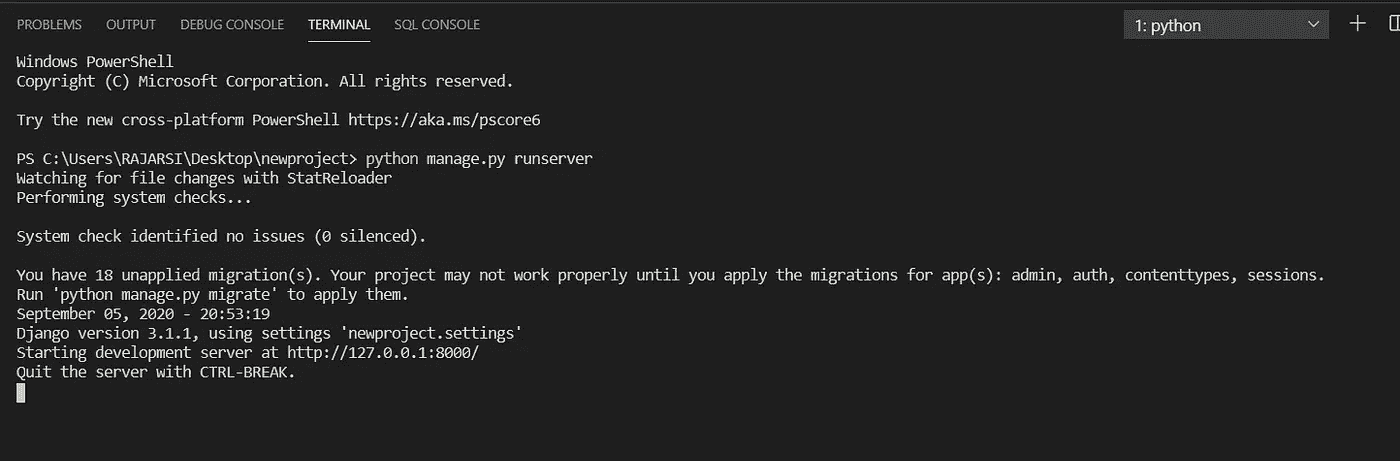 PROBLEMS OUTPUT DEBUG CONSOLE TERMINAL SQL CONSOLE 1: python
Windows PowerShell
Copyright (C) Microsoft Corporation. All rights reserved.
Try the new cross-platform PowerShell https://aka.ms/pscore6
PS C:\Users\RAJARSI\Desktop\newproject> python manage.py runserver
Watching for file changes with StatReloader
Performing system checks...
System check identified no issues (0 silenced).
You have 18 unapplied migration(s). Your project may not work properly until you apply the migrations for app(s): admin, auth, contenttypes, sessions.
Run 'python manage.py migrate' to apply them.
September 05, 2020 - 20:53:19
Django version 3.1.1, using settings 'newproject.settings'
Starting development server at http://127.0.0.1:8000/
Quit the server with CTRL-BREAK.